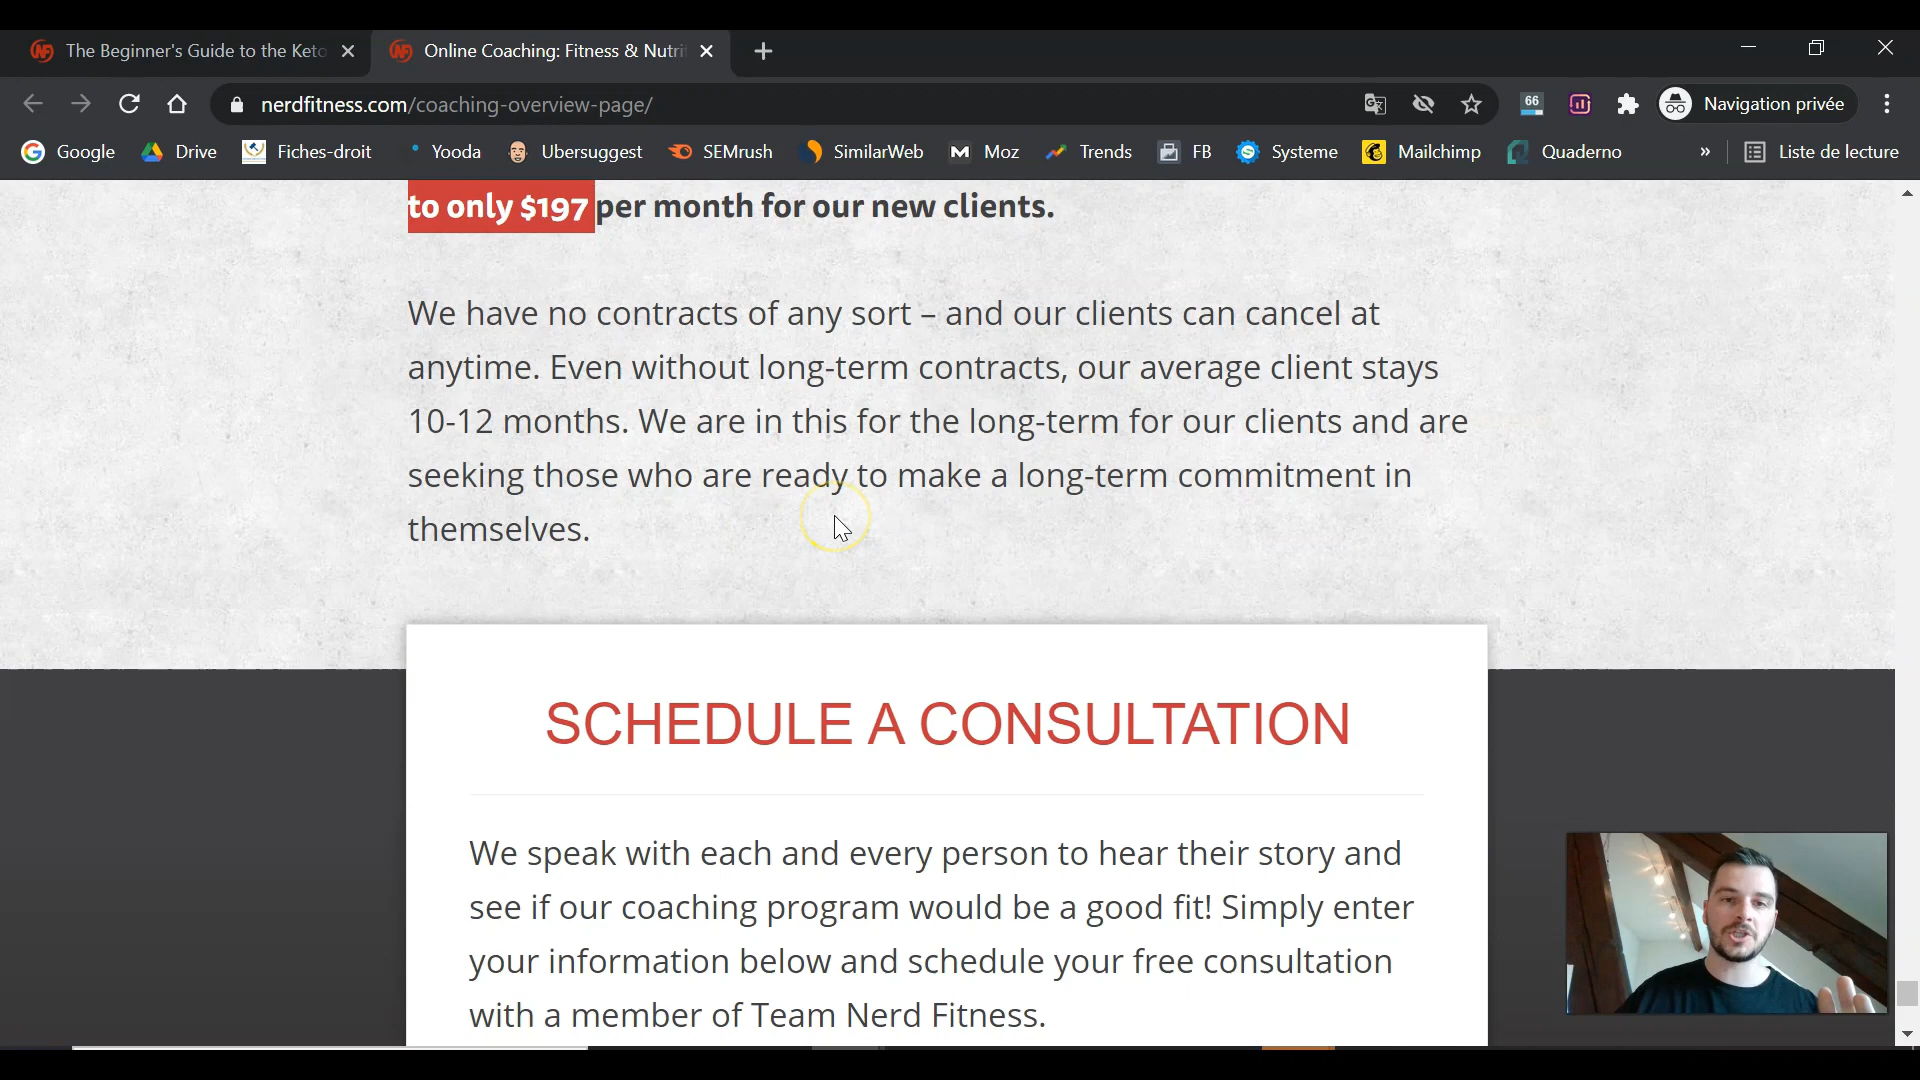 The Beginner's Guide to the Keto
Online Coaching: Fitness & Nutri
nerdfitness.com/coaching-overview-page/
66
Navigation privée
Google
Drive
Fiches-droit
Yooda
Ubersuggest
SEMrush
SimilarWeb
Moz
Trends
FB
Systeme
Mailchimp
Quaderno
»
Liste de lecture
to only $197 per month for our new clients.
We have no contracts of any sort – and our clients can cancel at
anytime. Even without long-term contracts, our average client stays
10-12 months. We are in this for the long-term for our clients and are
seeking those who are ready to make a long-term commitment in
themselves.
SCHEDULE A CONSULTATION
We speak with each and every person to hear their story and
see if our coaching program would be a good fit! Simply enter
your information below and schedule your free consultation
with a member of Team Nerd Fitness.